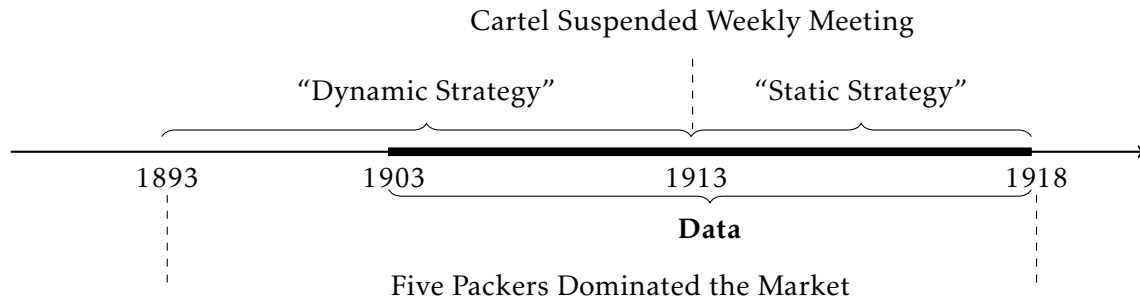 Cartel Suspended Weekly Meeting
“Dynamic Strategy” “Static Strategy”
1893 1903 1913 1918
Data
Five Packers Dominated the Market